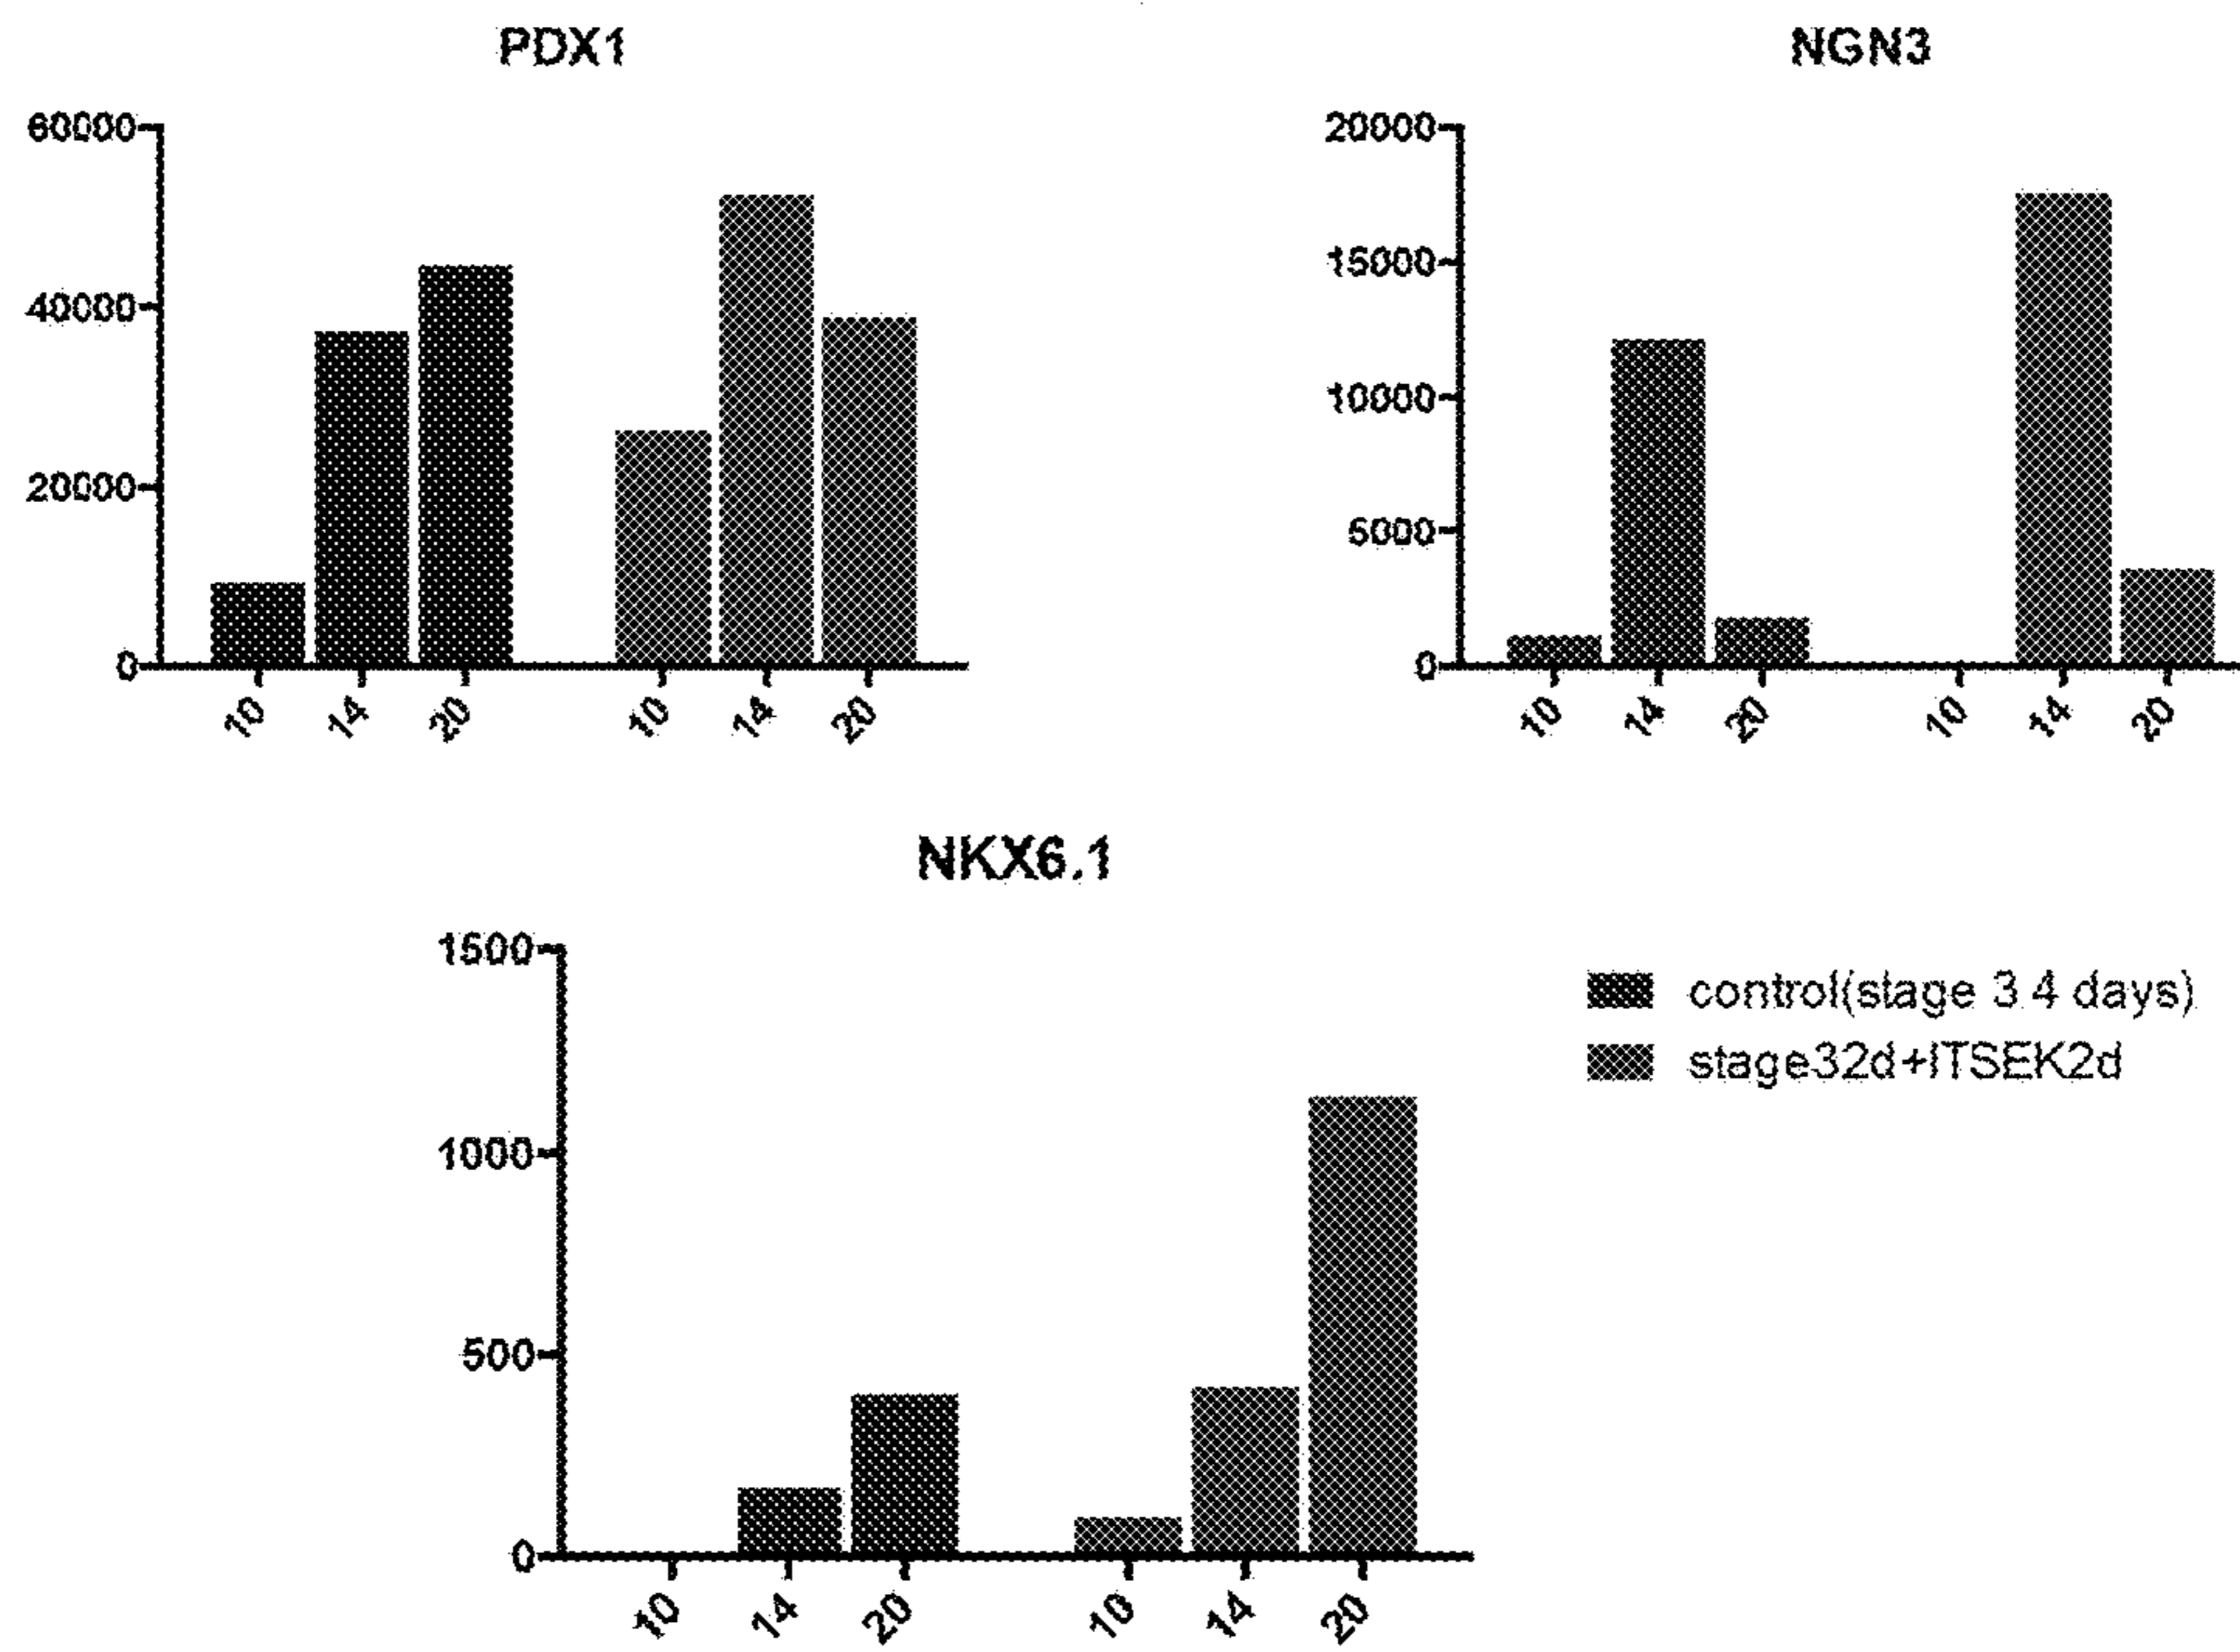 PDX1
60000
40000
20000
0
10 14 20 10 14 20
NGN3
20000
15000
10000
5000
0
10 14 20 10 14 20
NKX6.1
1500
1000
500
0
10 14 20 10 14 20
control(stage 3 4 days)
stage32d+ITSEK2d